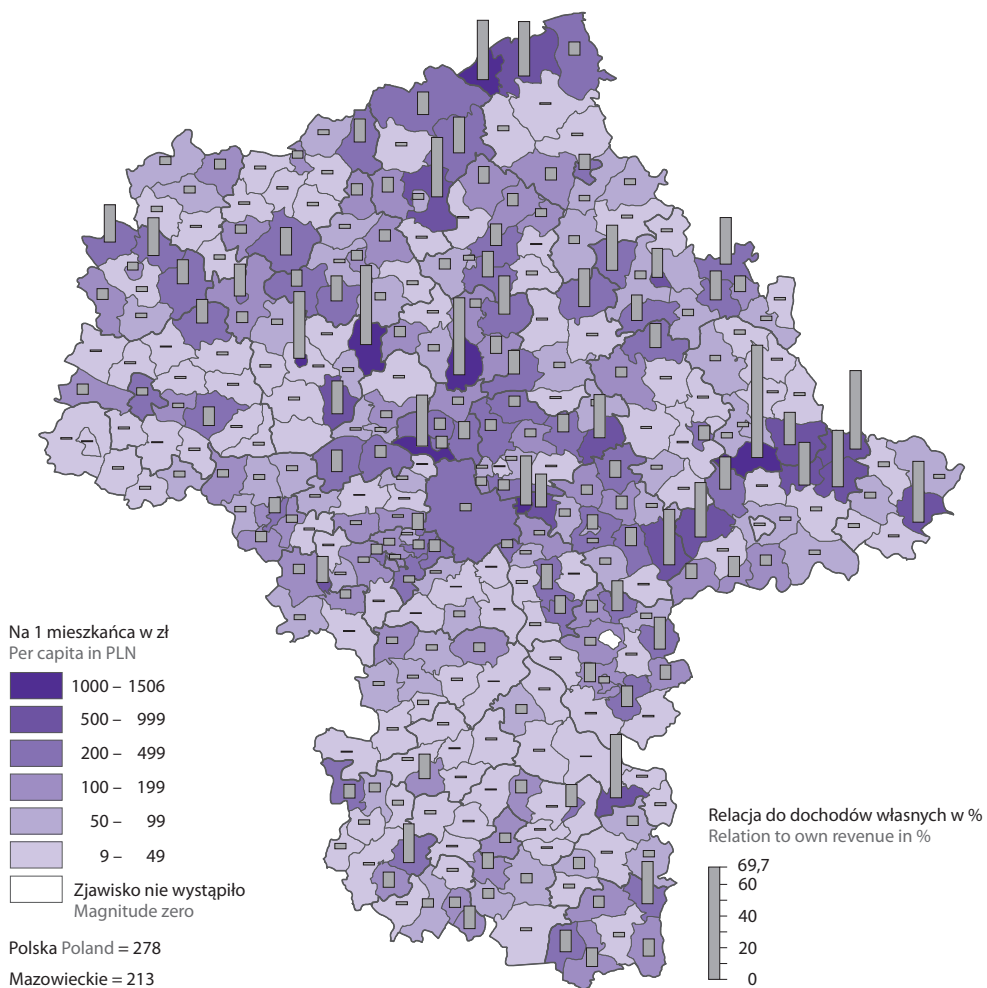 Na 1 mieszkańca w zł
Per capita in PLN
1000 – 1506
500 – 999
200 – 499
100 – 199
50 – 99
9 – 49
Zjawisko nie wystąpiło
Magnitude zero
Polska Poland = 278
Mazowieckie = 213
Relacja do dochodów własnych w %
Relation to own revenue in %
69,7
60
40
20
0